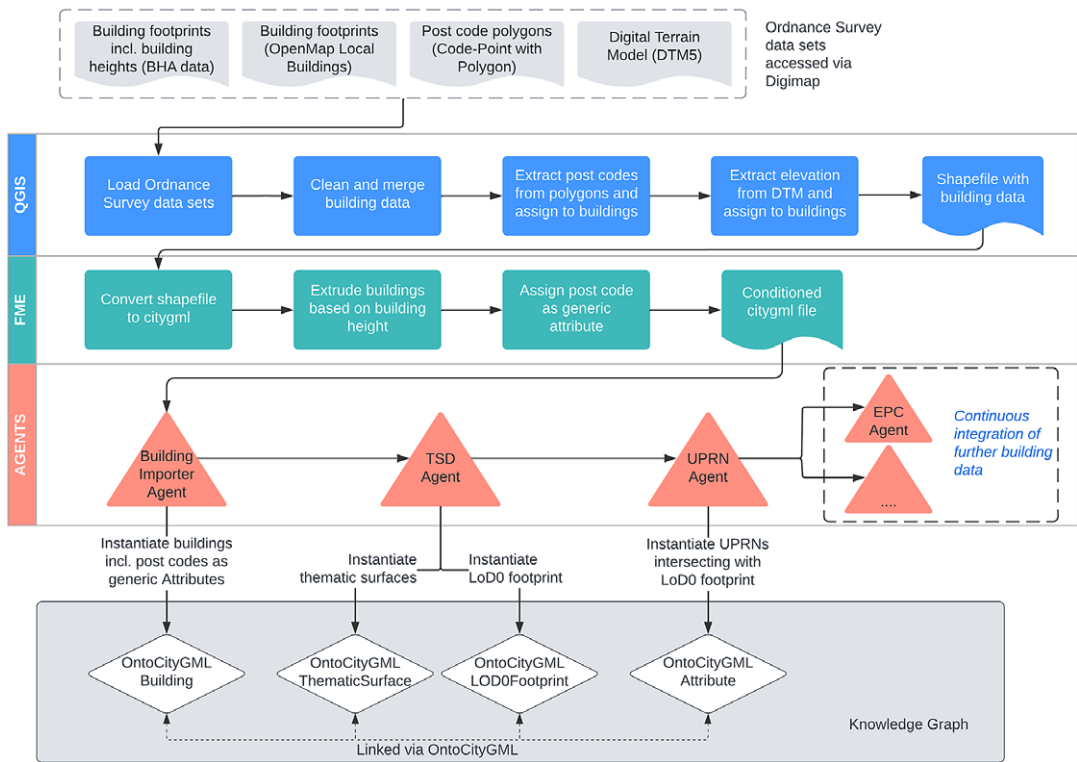 Building footprints
incl. building
heights (BHA data)
Building footprints
(OpenMap Local
Buildings)
Post code polygons
(Code-Point with
Polygon)
Digital Terrain
Model (DTM5)
Ordnance Survey
data sets
accessed via
Digimap
QGIS
Load Ordnance
Survey data sets
Clean and merge
building data
Extract post codes
from polygons and
assign to buildings
Extract elevation
from DTM and
assign to buildings
Shapefile with
building data
FME
Convert shapefile
to citygml
Extrude buildings
based on building
height
Assign post code
as generic
attribute
Conditioned
citygml file
AGENTS
Building
Importer
Agent
TSD
Agent
UPRN
Agent
EPC
Agent
....
Continuous
integration of
further building
data
Instantiate buildings
incl. post codes as
generic Attributes
Instantiate
thematic surfaces
Instantiate
LoD0 footprint
Instantiate UPRNs
intersecting with
LoD0 footprint
OntoCityGML
Building
OntoCityGML
ThematicSurface
OntoCityGML
LOD0Footprint
OntoCityGML
Attribute
Knowledge Graph
Linked via OntoCityGML